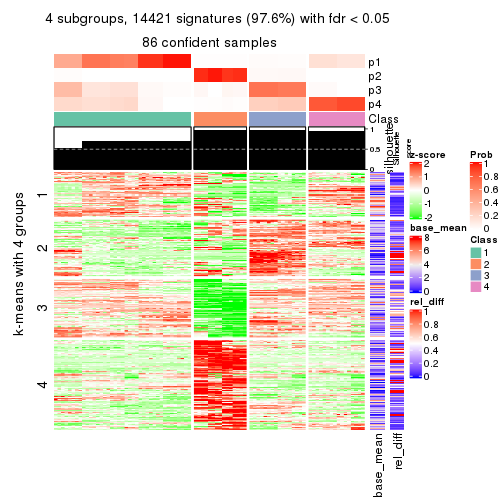 4 subgroups, 14421 signatures (97.6%) with fdr < 0.05
86 confident samples
p1
p2
p3
p4
Class
1
0.5
0
silhouette
Silhouette
score
k-means with 4 groups
1
2
3
4
base_mean
rel_diff
z-score
2
1
0
-1
-2
base_mean
8
6
4
2
0
rel_diff
1
0.8
0.6
0.4
0.2
0
Prob
1
0.8
0.6
0.4
0.2
0
Class
1
2
3
4